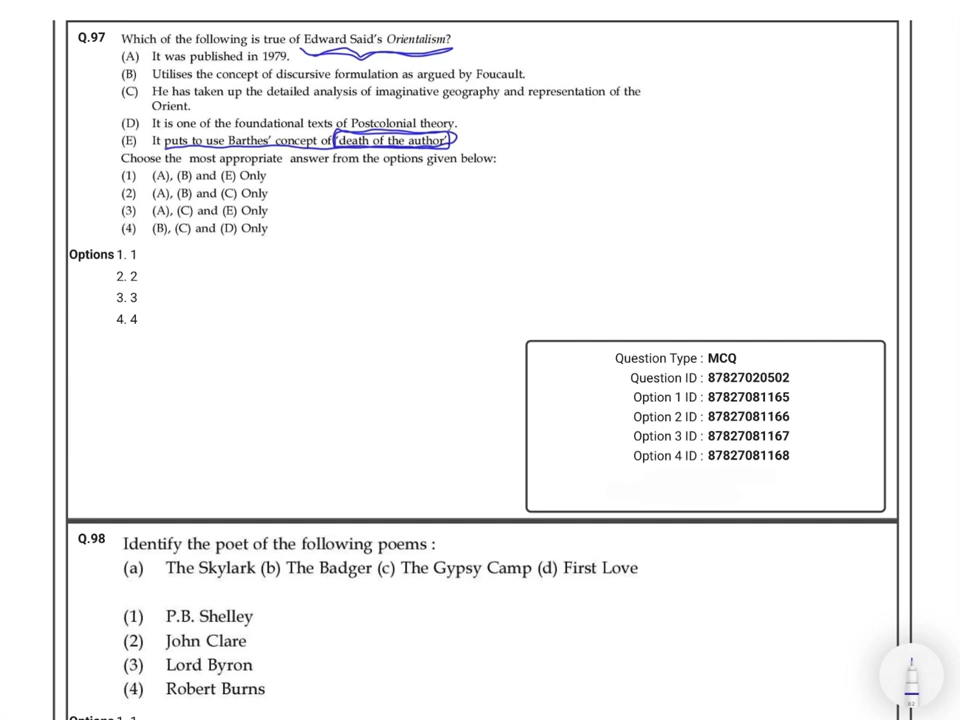 Q.97 Which of the following is true of Edward Said's Orientalism?
(A) It was published in 1979.
(B) Utilises the concept of discursive formulation as argued by Foucault.
(C) He has taken up the detailed analysis of imaginative geography and representation of the
Orient.
(D) It is one of the foundational texts of Postcolonial theory.
(E) It puts to use Barthes' concept of 'death of the author'.
Choose the most appropriate answer from the options given below:
(1) (A), (B) and (E) Only
(2) (A), (B) and (C) Only
(3) (A), (C) and (E) Only
(4) (B), (C) and (D) Only
Options 1. 1
2. 2
3. 3
4. 4
Question Type : MCQ
Question ID : 87827020502
Option 1 ID : 87827081165
Option 2 ID : 87827081166
Option 3 ID : 87827081167
Option 4 ID : 87827081168
Q.98 Identify the poet of the following poems :
(a) The Skylark (b) The Badger (c) The Gypsy Camp (d) First Love
(1) P.B. Shelley
(2) John Clare
(3) Lord Byron
(4) Robert Burns
Options 1. 1